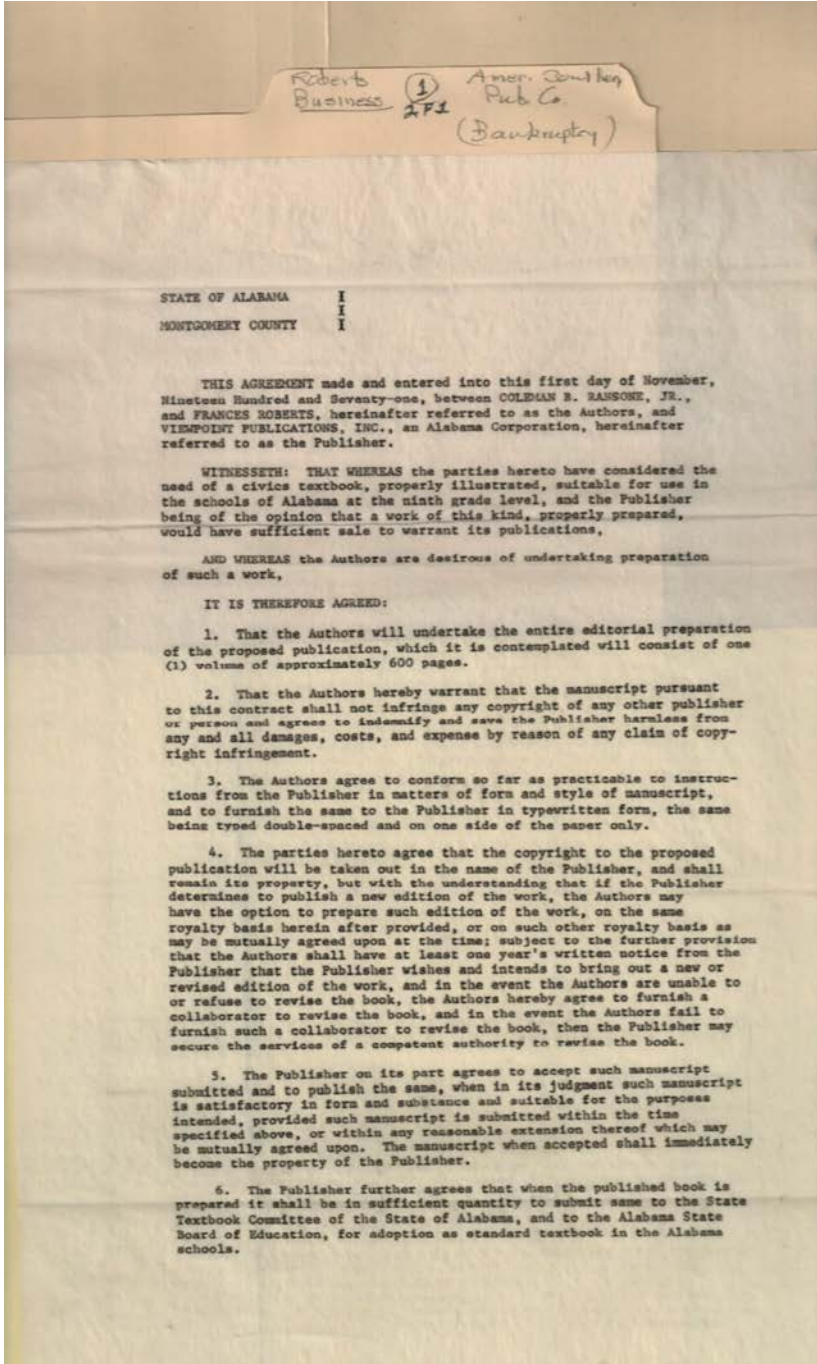 Roberts ① Amer. Southern
Business 2F1 Pub Co.
(Bankruptcy)
STATE OF ALABAMA I
I
MONTGOMERY COUNTY I
THIS AGREEMENT made and entered into this first day of November,
Nineteen Hundred and Seventy-one, between COLEMAN B. RANSONE, JR.,
and FRANCES ROBERTS, hereinafter referred to as the Authors, and
VIEWPOINT PUBLICATIONS, INC., an Alabama Corporation, hereinafter
referred to as the Publisher.
WITNESSETH: THAT WHEREAS the parties hereto have considered the
need of a civics textbook, properly illustrated, suitable for use in
the schools of Alabama at the ninth grade level, and the Publisher
being of the opinion that a work of this kind, properly prepared,
would have sufficient sale to warrant its publications,
AND WHEREAS the Authors are desirous of undertaking preparation
of such a work,
IT IS THEREFORE AGREED:
1. That the Authors will undertake the entire editorial preparation
of the proposed publication, which it is contemplated will consist of one
(1) volume of approximately 600 pages.
2. That the Authors hereby warrant that the manuscript pursuant
to this contract shall not infringe any copyright of any other publisher
or person and agrees to indemnify and save the Publisher harmless from
any and all damages, costs, and expense by reason of any claim of copy-
right infringement.
3. The Authors agree to conform so far as practicable to instruc-
tions from the Publisher in matters of form and style of manuscript,
and to furnish the same to the Publisher in typewritten form, the same
being typed double-spaced and on one side of the paper only.
4. The parties hereto agree that the copyright to the proposed
publication will be taken out in the name of the Publisher, and shall
remain its property, but with the understanding that if the Publisher
determines to publish a new edition of the work, the Authors may
have the option to prepare such edition of the work, on the same
royalty basis herein after provided, or on such other royalty basis as
may be mutually agreed upon at the time; subject to the further provision
that the Authors shall have at least one year's written notice from the
Publisher that the Publisher wishes and intends to bring out a new or
revised edition of the work, and in the event the Authors are unable to
or refuse to revise the book, the Authors hereby agree to furnish a
collaborator to revise the book, and in the event the Authors fail to
furnish such a collaborator to revise the book, then the Publisher may
secure the services of a competent authority to revise the book.
5. The Publisher on its part agrees to accept such manuscript
submitted and to publish the same, when in its judgment such manuscript
is satisfactory in form and substance and suitable for the purposes
intended, provided such manuscript is submitted within the time
specified above, or within any reasonable extension thereof which may
be mutually agreed upon. The manuscript when accepted shall immediately
become the property of the Publisher.
6. The Publisher further agrees that when the published book is
prepared it shall be in sufficient quantity to submit same to the State
Textbook Committee of the State of Alabama, and to the Alabama State
Board of Education, for adoption as standard textbook in the Alabama
schools.